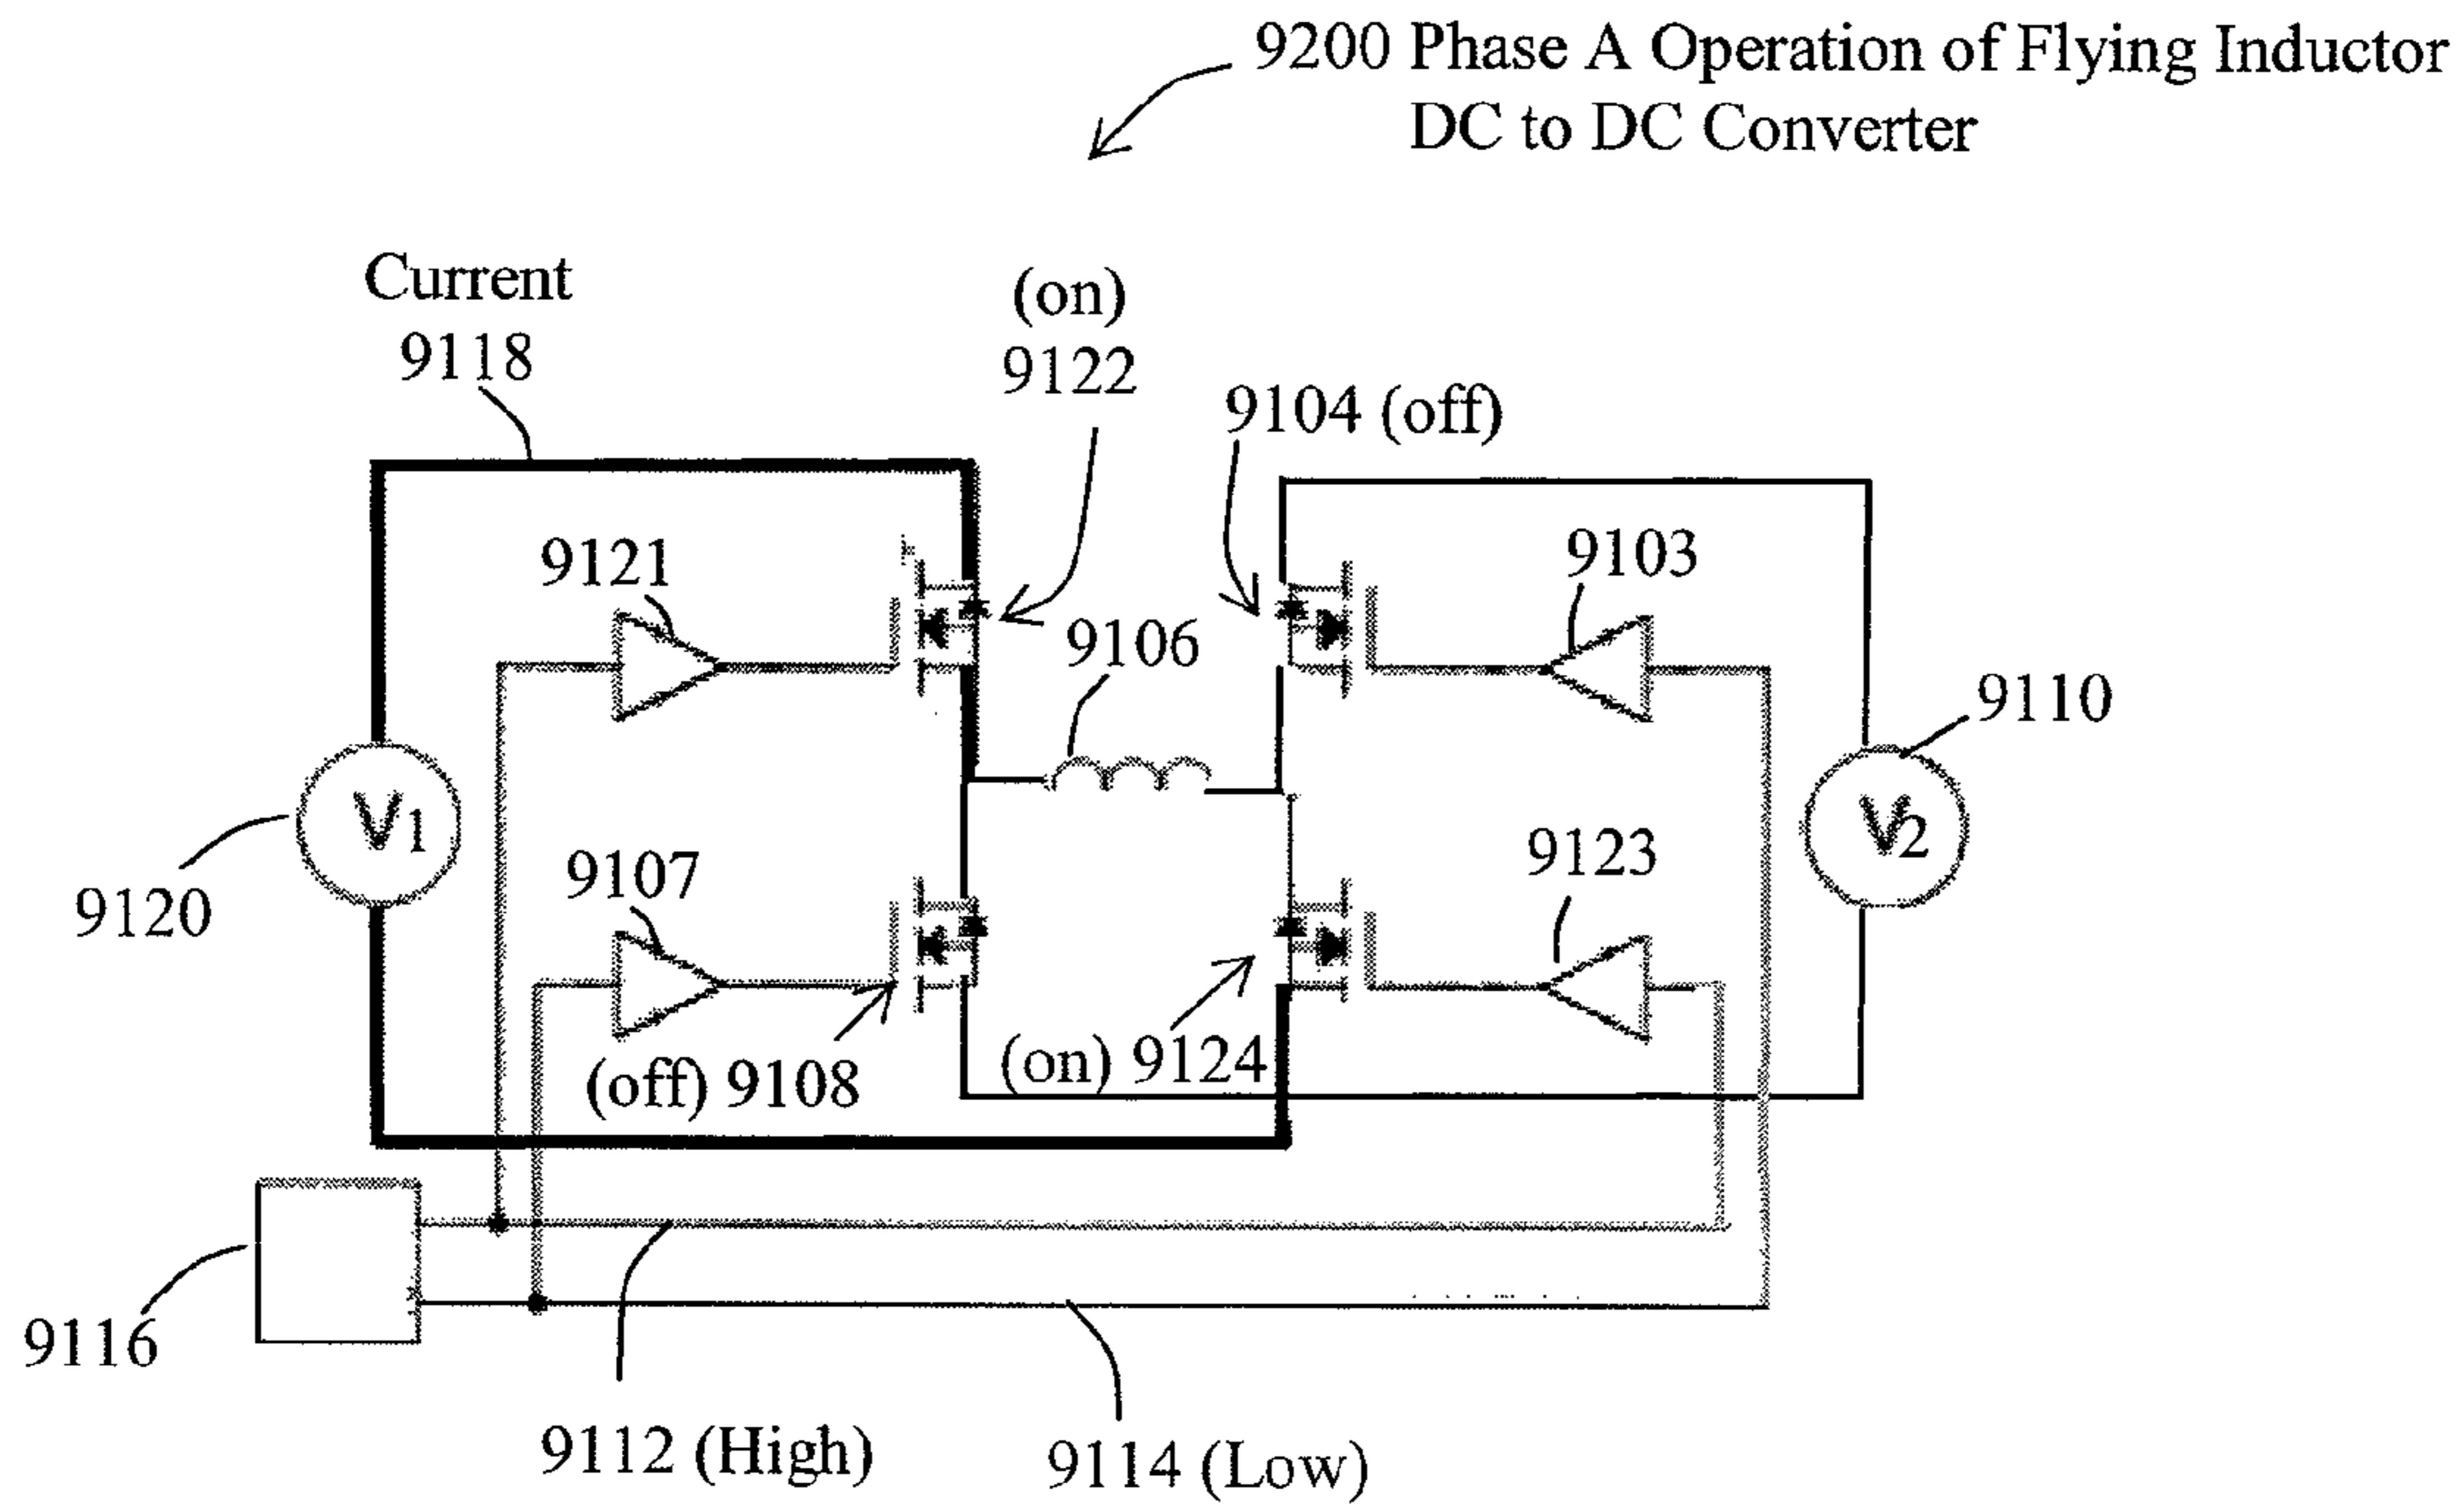 9200 Phase A Operation of Flying Inductor
DC to DC Converter
Current
9118
(on)
9122
9104 (off)
9121
9103
9106
9110
V1
V2
9120
9107
9123
(off) 9108
(on) 9124
9116
9112 (High)
9114 (Low)